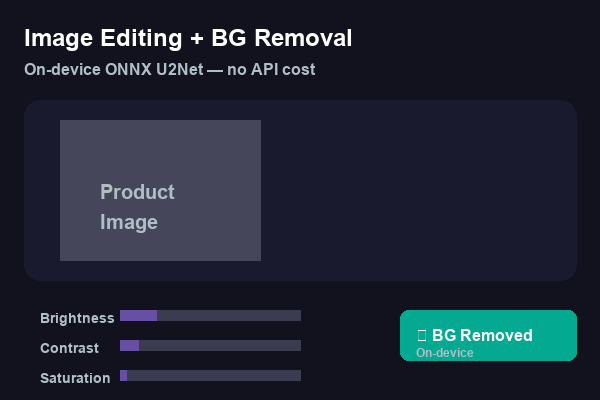 Image Editing + BG Removal
On-device ONNX U2Net — no API cost
Product
Image
Brightness
Contrast
Saturation
BG Removed
On-device